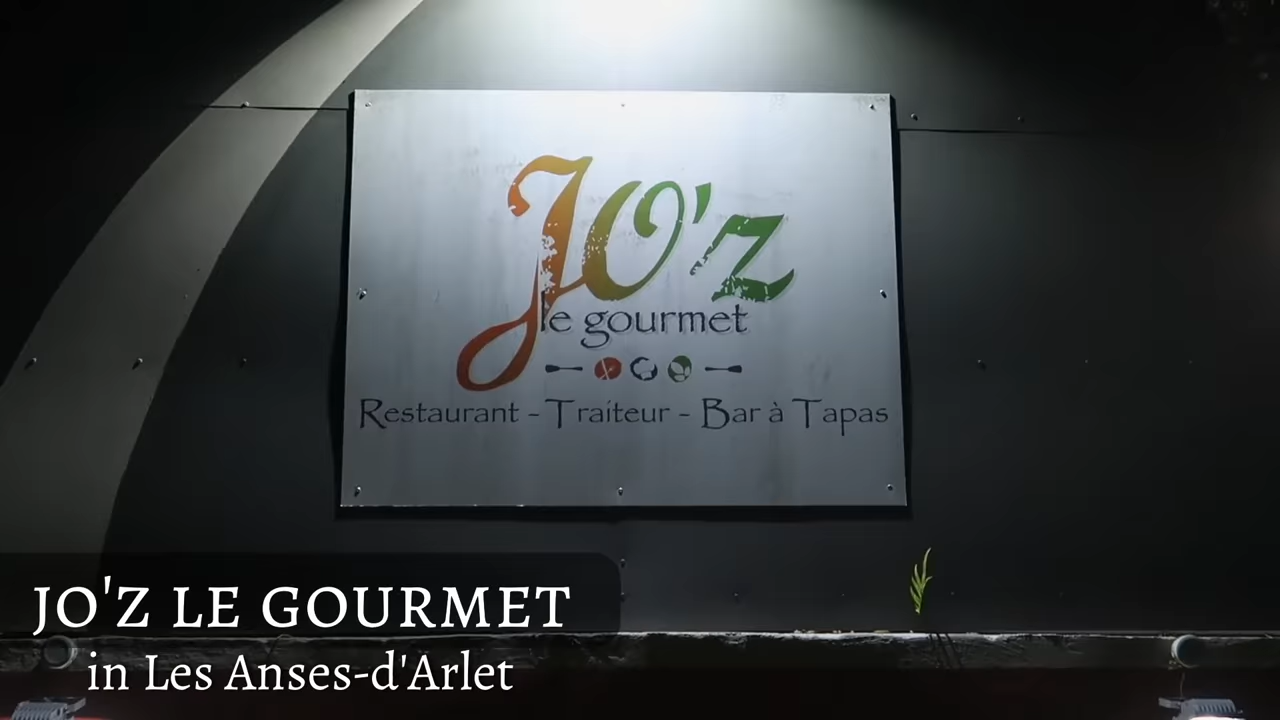 JO'z
le gourmet
Restaurant - Traiteur - Bar à Tapas
JO'Z LE GOURMET
in Les Anses-d'Arlet